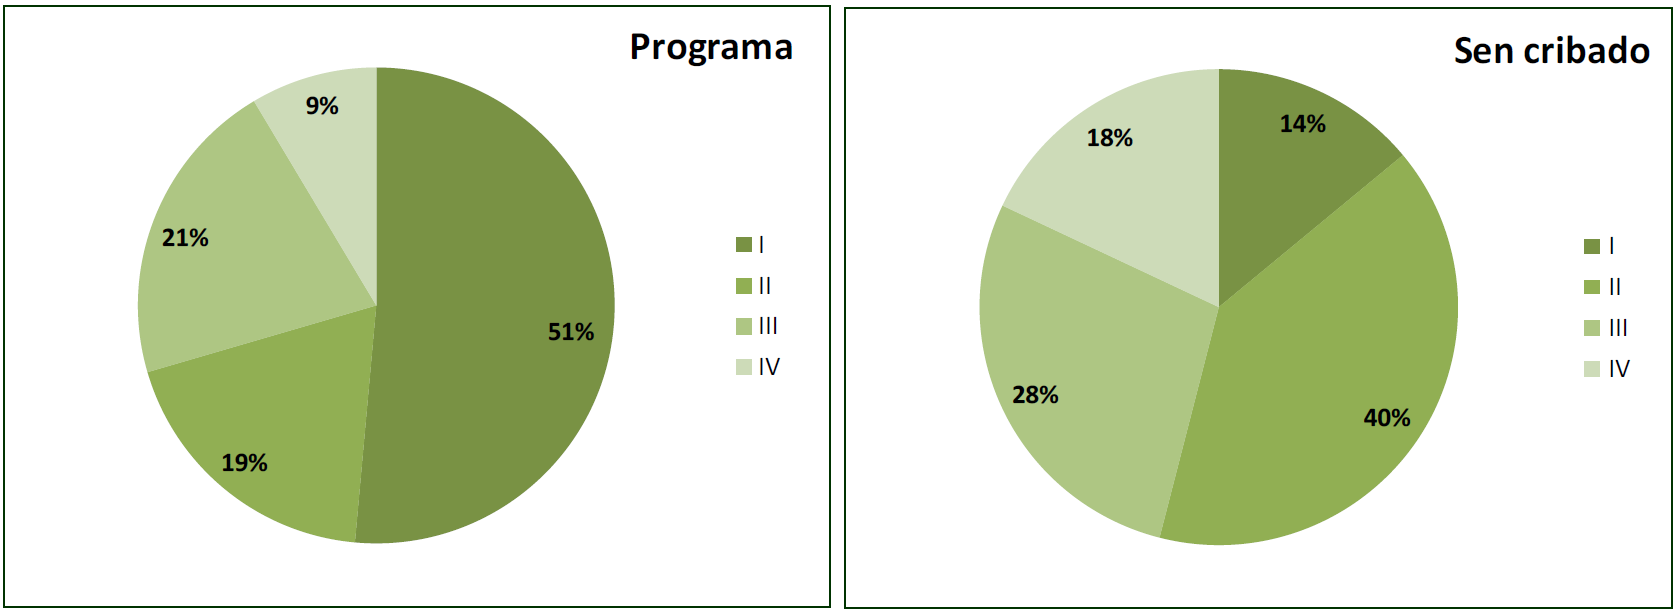 Programa
9%
21%
51%
19%
I
II
III
IV
Sen cribado
14%
18%
28%
40%
I
II
III
IV